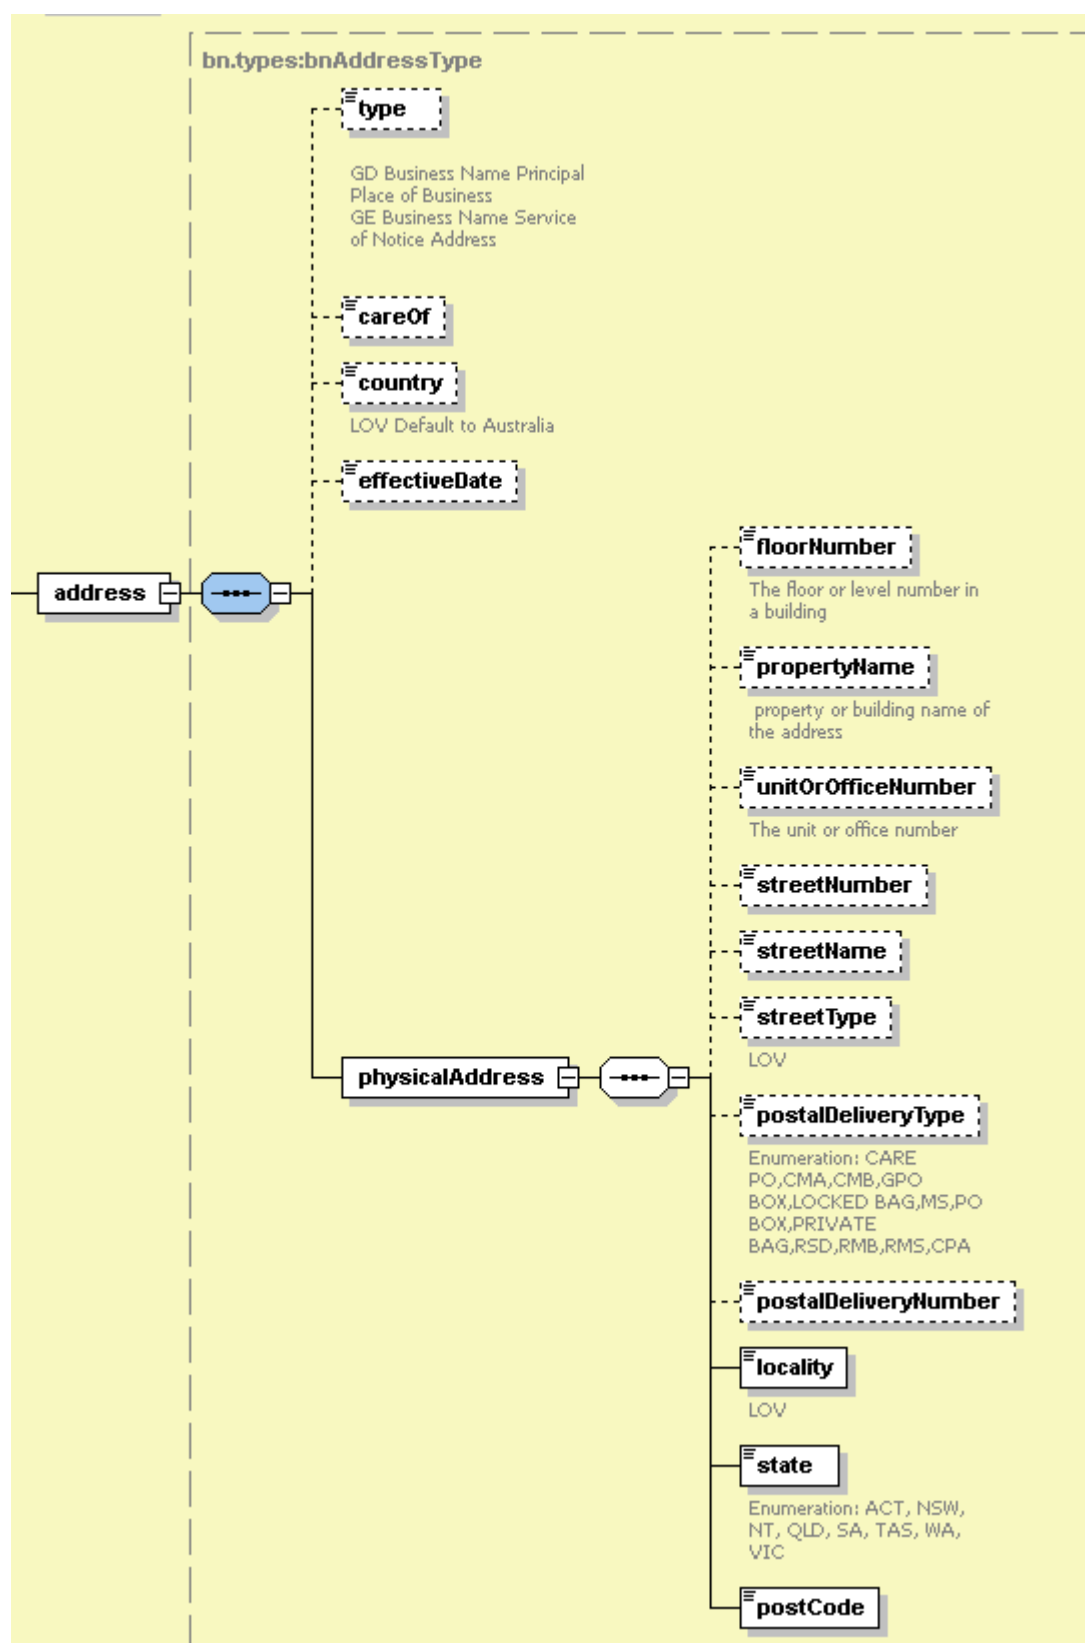 bn.types:bnAddressType
type
GD Business Name Principal
Place of Business
GE Business Name Service
of Notice Address
careOf
country
LOV Default to Australia
effectiveDate
address
floorNumber
The floor or level number in
a building
propertyName
property or building name of
the address
unitOrOfficeNumber
The unit or office number
streetNumber
streetName
streetType
LOV
physicalAddress
postalDeliveryType
Enumeration: CARE
PO,CMA,CMB,GPO
BOX,LOCKED BAG,MS,PO
BOX,PRIVATE
BAG,RSD,RMB,RMS,CPA
postalDeliveryNumber
locality
LOV
state
Enumeration: ACT, NSW,
NT, QLD, SA, TAS, WA,
VIC
postCode